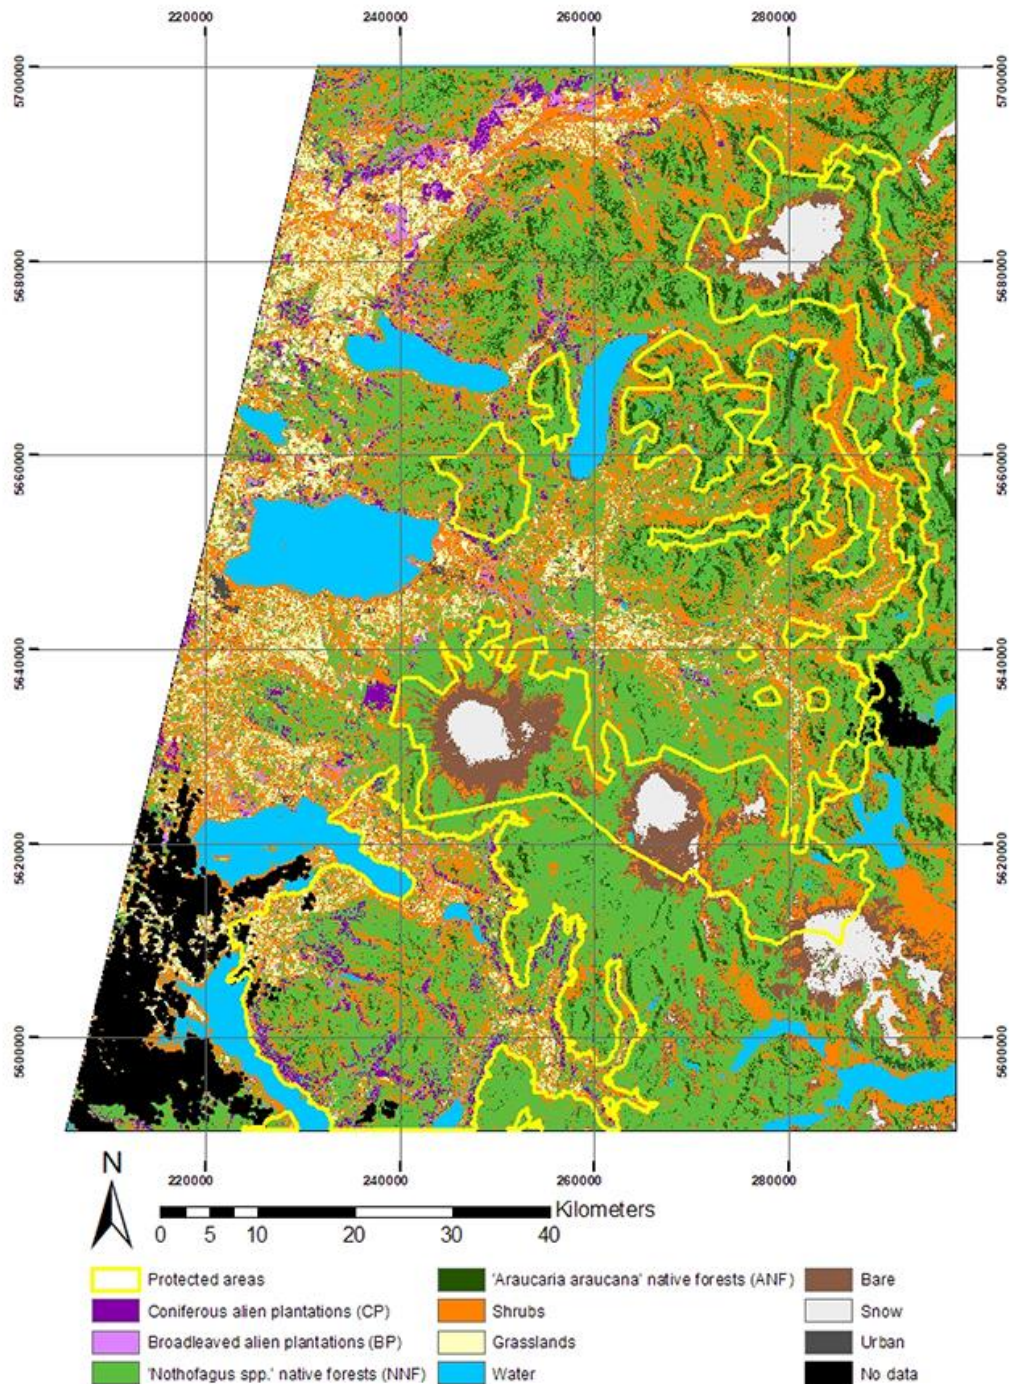 220000 240000 260000 280000
5700000 5700000
5680000 5680000
5660000 5660000
5640000 5640000
5620000 5620000
5600000 5600000
220000 240000 260000 280000
N
Kilometers
0 5 10 20 30 40
Protected areas
Coniferous alien plantations (CP)
Broadleaved alien plantations (BP)
'Nothofagus spp.' native forests (NNF)
'Araucaria araucana' native forests (ANF)
Shrubs
Grasslands
Water
Bare
Snow
Urban
No data